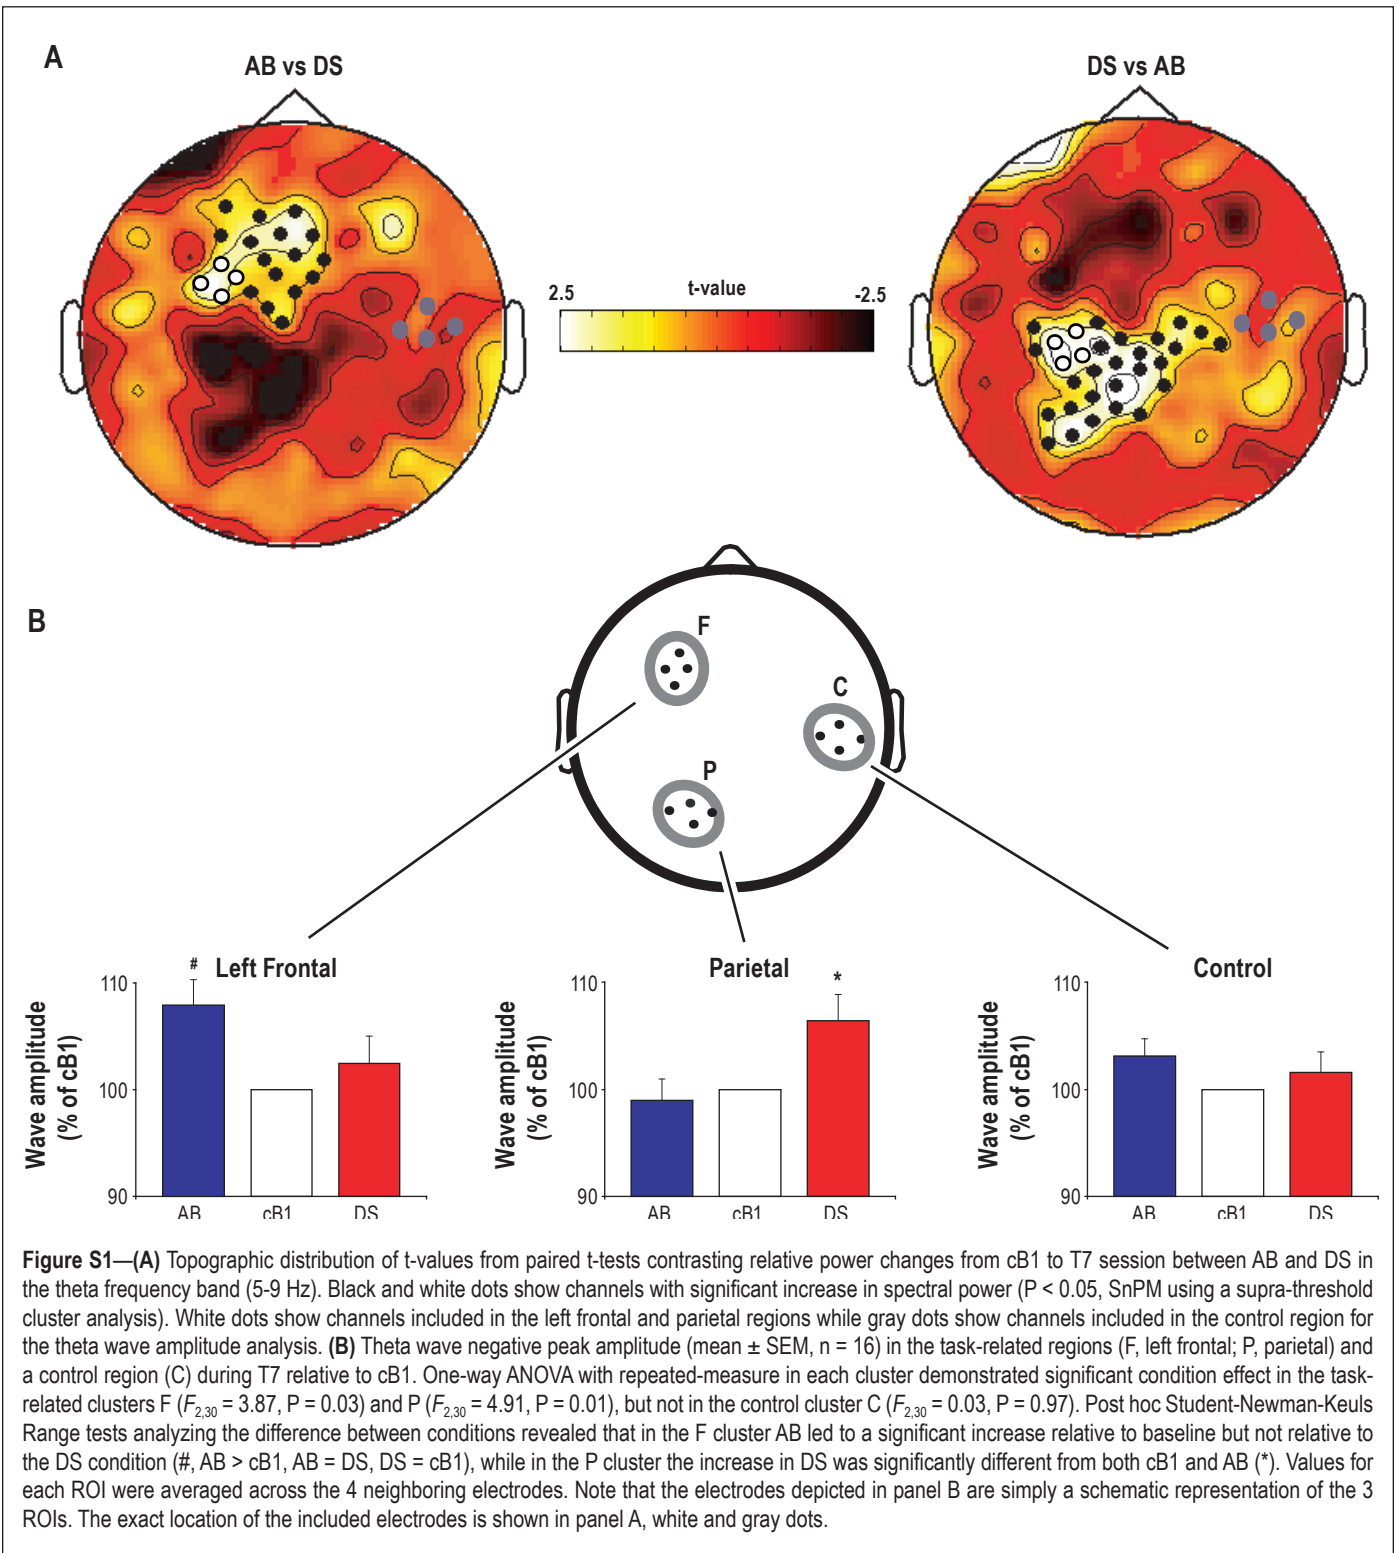 A
AB vs DS
DS vs AB
2.5
t-value
-2.5
B
F
C
P
# Left Frontal
Parietal
*
Control
Wave amplitude
(% of cB1)
110
100
90
AB cB1 DS
Wave amplitude
(% of cB1)
110
100
90
AB cB1 DS
Wave amplitude
(% of cB1)
110
100
90
AB cB1 DS
Figure S1—(A) Topographic distribution of t-values from paired t-tests contrasting relative power changes from cB1 to T7 session between AB and DS in
the theta frequency band (5-9 Hz). Black and white dots show channels with significant increase in spectral power (P < 0.05, SnPM using a supra-threshold
cluster analysis). White dots show channels included in the left frontal and parietal regions while gray dots show channels included in the control region for
the theta wave amplitude analysis. (B) Theta wave negative peak amplitude (mean ± SEM, n = 16) in the task-related regions (F, left frontal; P, parietal) and
a control region (C) during T7 relative to cB1. One-way ANOVA with repeated-measure in each cluster demonstrated significant condition effect in the task-
related clusters F (F2,30 = 3.87, P = 0.03) and P (F2,30 = 4.91, P = 0.01), but not in the control cluster C (F2,30 = 0.03, P = 0.97). Post hoc Student-Newman-Keuls
Range tests analyzing the difference between conditions revealed that in the F cluster AB led to a significant increase relative to baseline but not relative to
the DS condition (#, AB > cB1, AB = DS, DS = cB1), while in the P cluster the increase in DS was significantly different from both cB1 and AB (*). Values for
each ROI were averaged across the 4 neighboring electrodes. Note that the electrodes depicted in panel B are simply a schematic representation of the 3
ROIs. The exact location of the included electrodes is shown in panel A, white and gray dots.